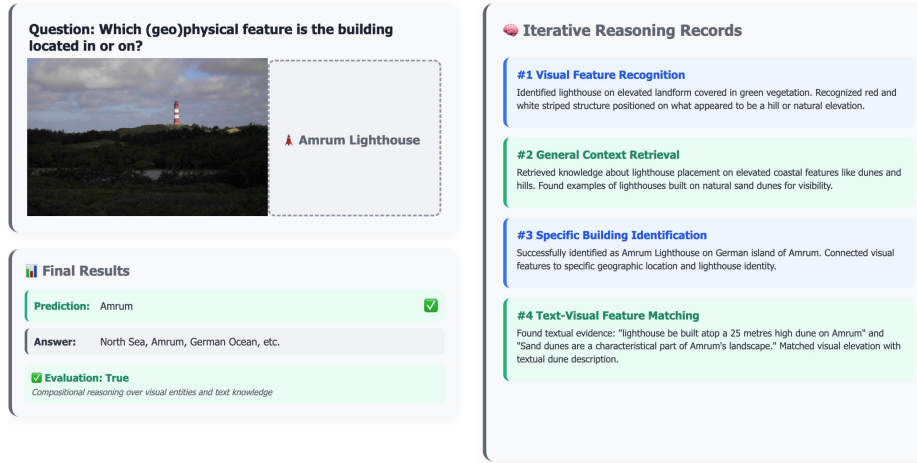 Question: Which (geo)physical feature is the building
located in or on?
Amrum Lighthouse
Final Results
Prediction: Amrum
Answer: North Sea, Amrum, German Ocean, etc.
Evaluation: True
Compositional reasoning over visual entities and text knowledge
Iterative Reasoning Records
#1 Visual Feature Recognition
Identified lighthouse on elevated landform covered in green vegetation. Recognized red and
white striped structure positioned on what appeared to be a hill or natural elevation.
#2 General Context Retrieval
Retrieved knowledge about lighthouse placement on elevated coastal features like dunes and
hills. Found examples of lighthouses built on natural sand dunes for visibility.
#3 Specific Building Identification
Successfully identified as Amrum Lighthouse on German island of Amrum. Connected visual
features to specific geographic location and lighthouse identity.
#4 Text-Visual Feature Matching
Found textual evidence: "lighthouse be built atop a 25 metres high dune on Amrum" and
"Sand dunes are a characteristical part of Amrum's landscape." Matched visual elevation with
textual dune description.